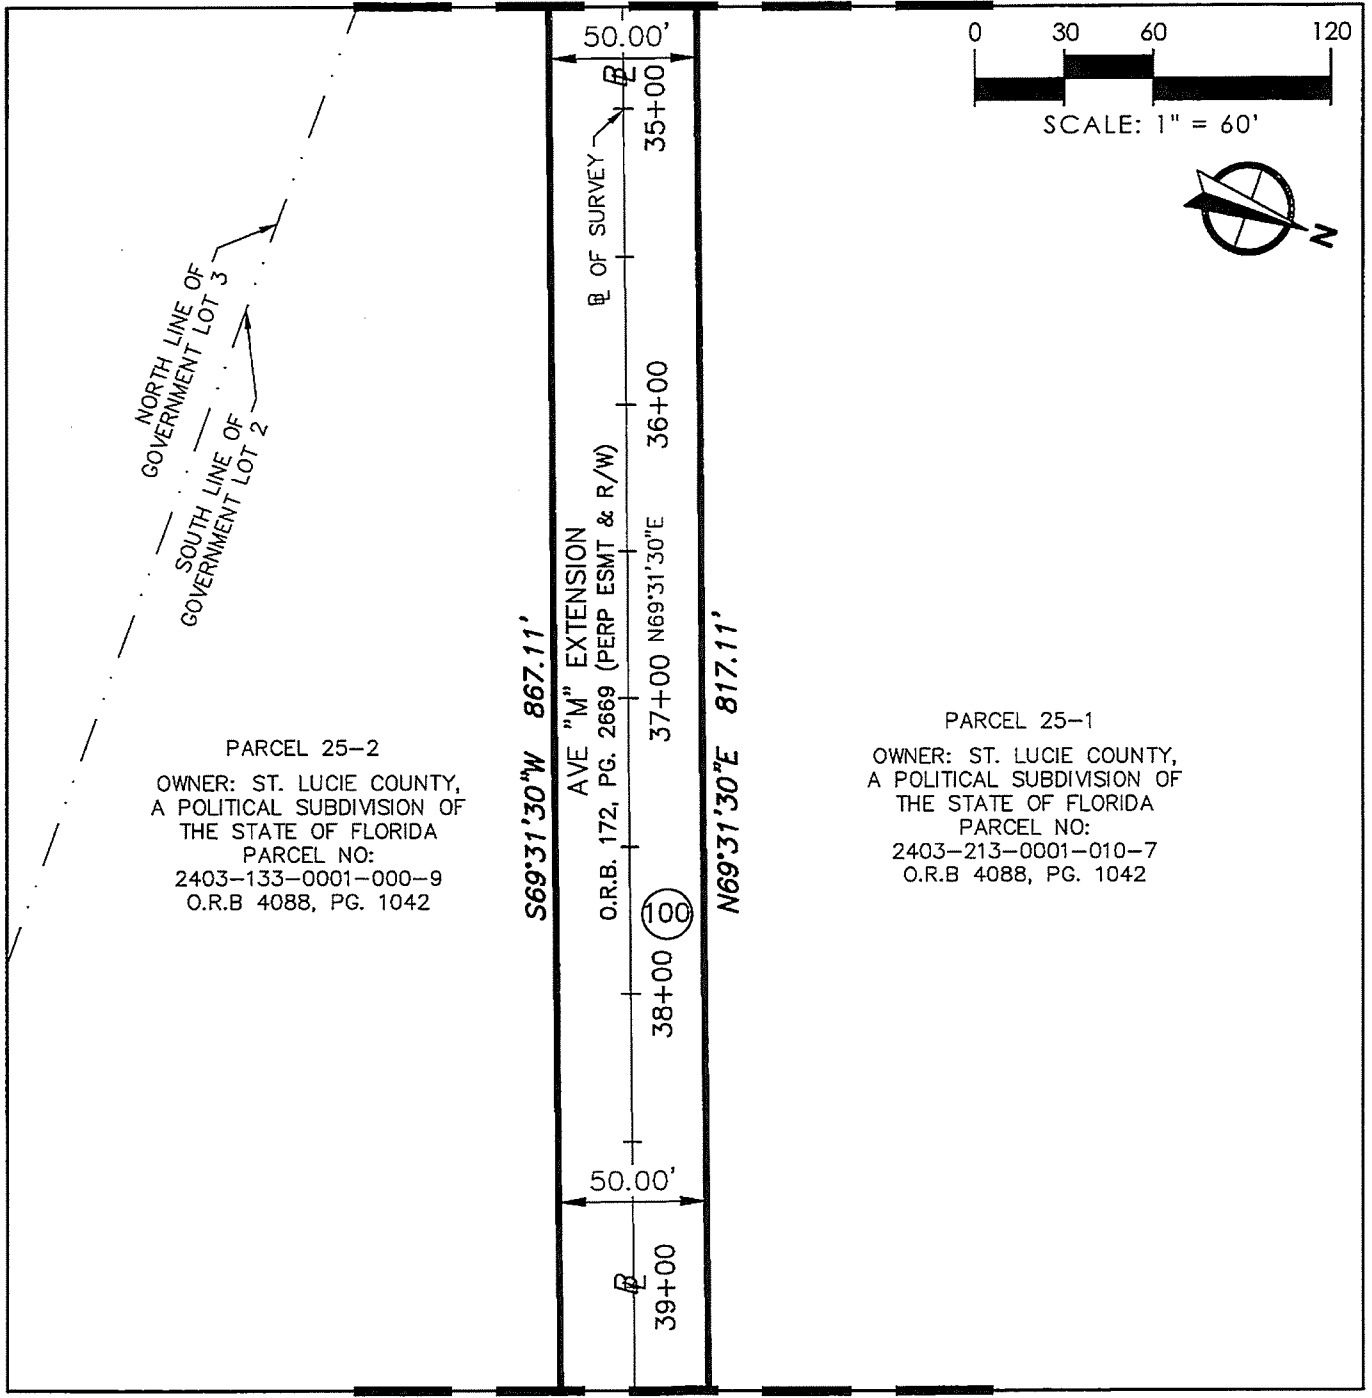 50.00'
0 30 60 120
SCALE: 1" = 60'
N
BL
35+00
BL OF SURVEY
NORTH LINE OF
GOVERNMENT LOT 3
SOUTH LINE OF
GOVERNMENT LOT 2
36+00
N69°31'30"E
37+00
AVE "M" EXTENSION
O.R.B. 172, PG. 2669 (PERP ESMT & R/W)
S69°31'30"W 867.11'
N69°31'30"E 817.11'
PARCEL 25-2
OWNER: ST. LUCIE COUNTY,
A POLITICAL SUBDIVISION OF
THE STATE OF FLORIDA
PARCEL NO:
2403-133-0001-000-9
O.R.B 4088, PG. 1042
PARCEL 25-1
OWNER: ST. LUCIE COUNTY,
A POLITICAL SUBDIVISION OF
THE STATE OF FLORIDA
PARCEL NO:
2403-213-0001-010-7
O.R.B 4088, PG. 1042
100
38+00
50.00'
BL
39+00